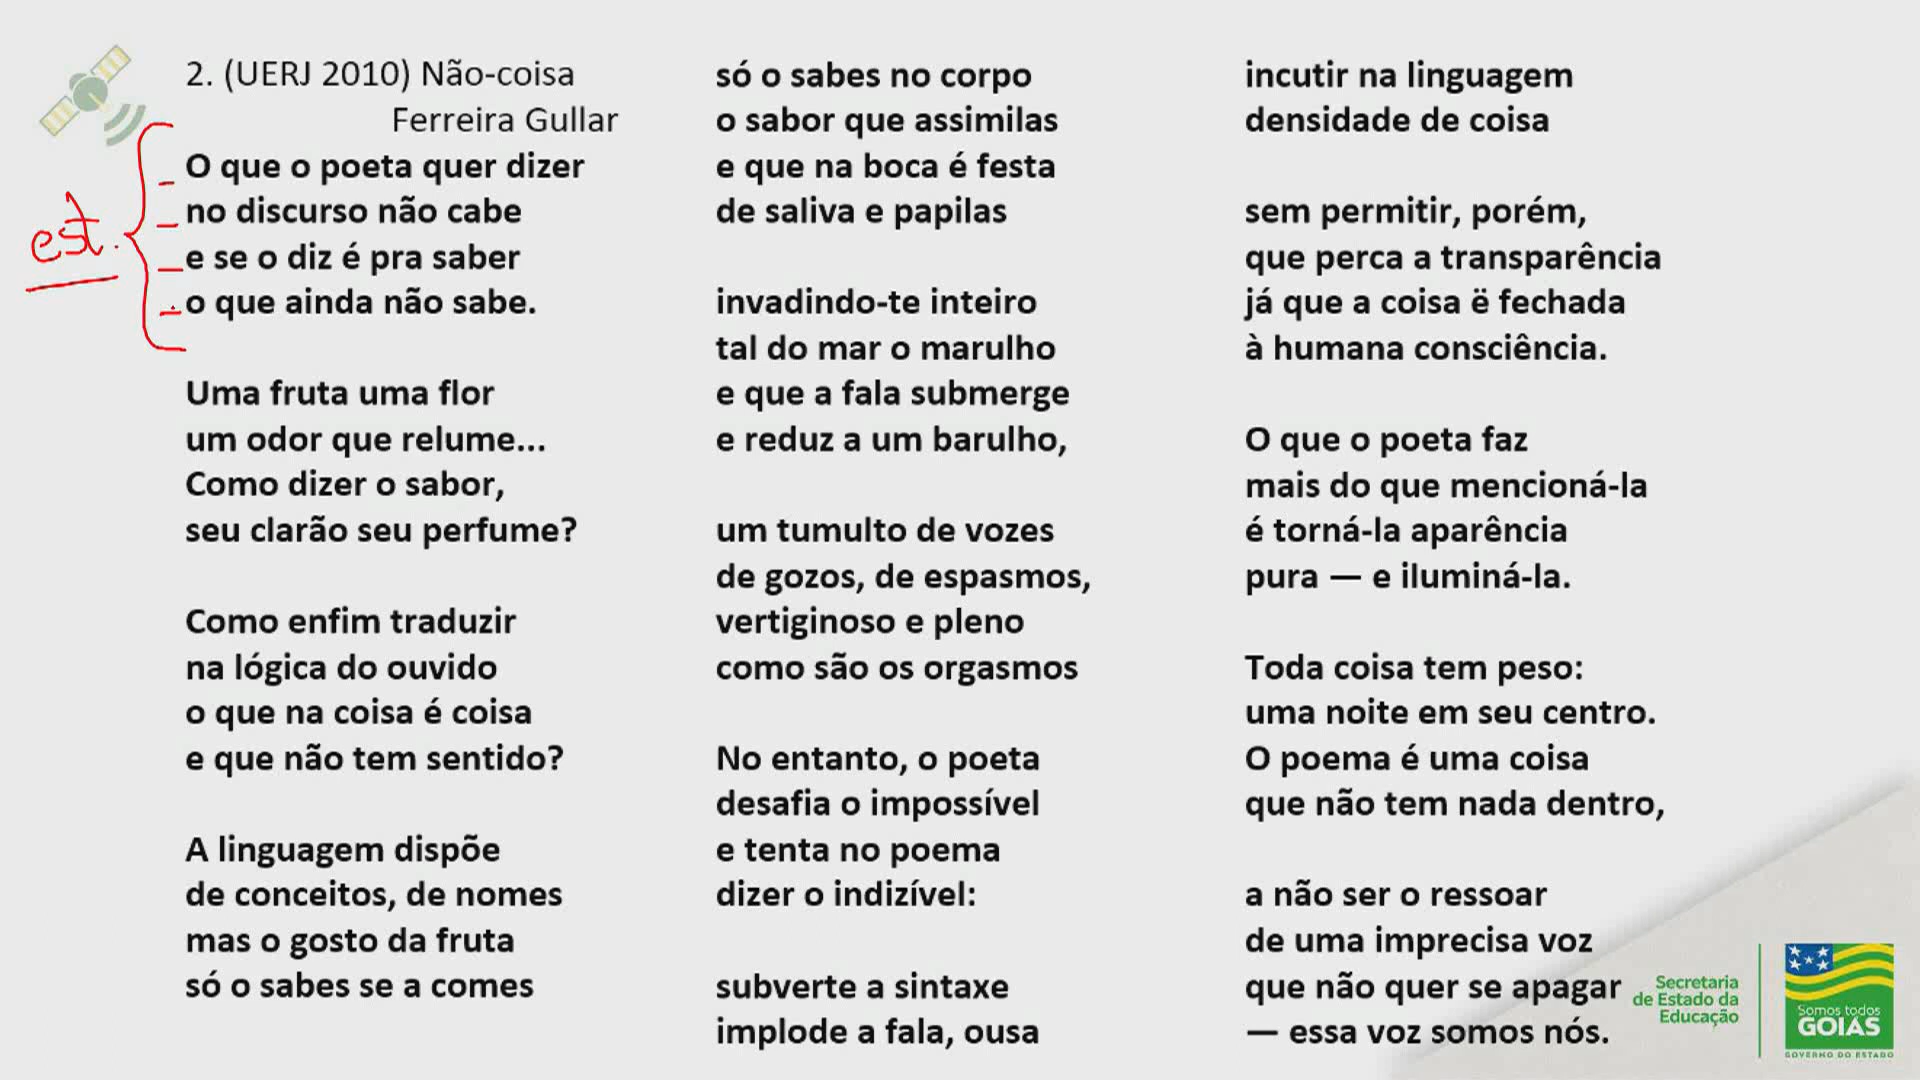 2. (UERJ 2010) Não-coisa
Ferreira Gullar
est.
O que o poeta quer dizer
no discurso não cabe
e se o diz é pra saber
o que ainda não sabe.
Uma fruta uma flor
um odor que relume...
Como dizer o sabor,
seu clarão seu perfume?
Como enfim traduzir
na lógica do ouvido
o que na coisa é coisa
e que não tem sentido?
A linguagem dispõe
de conceitos, de nomes
mas o gosto da fruta
só o sabes se a comes
só o sabes no corpo
o sabor que assimilas
e que na boca é festa
de saliva e papilas
invadindo-te inteiro
tal do mar o marulho
e que a fala submerge
e reduz a um barulho,
um tumulto de vozes
de gozos, de espasmos,
vertiginoso e pleno
como são os orgasmos
No entanto, o poeta
desafia o impossível
e tenta no poema
dizer o indizível:
subverte a sintaxe
implode a fala, ousa
incutir na linguagem
densidade de coisa
sem permitir, porém,
que perca a transparência
já que a coisa ë fechada
à humana consciência.
O que o poeta faz
mais do que mencioná-la
é torná-la aparência
pura — e iluminá-la.
Toda coisa tem peso:
uma noite em seu centro.
O poema é uma coisa
que não tem nada dentro,
a não ser o ressoar
de uma imprecisa voz
que não quer se apagar
— essa voz somos nós.
Secretaria
de Estado da
Educação
Somos todos
GOIÁS
GOVERNO DO ESTADO